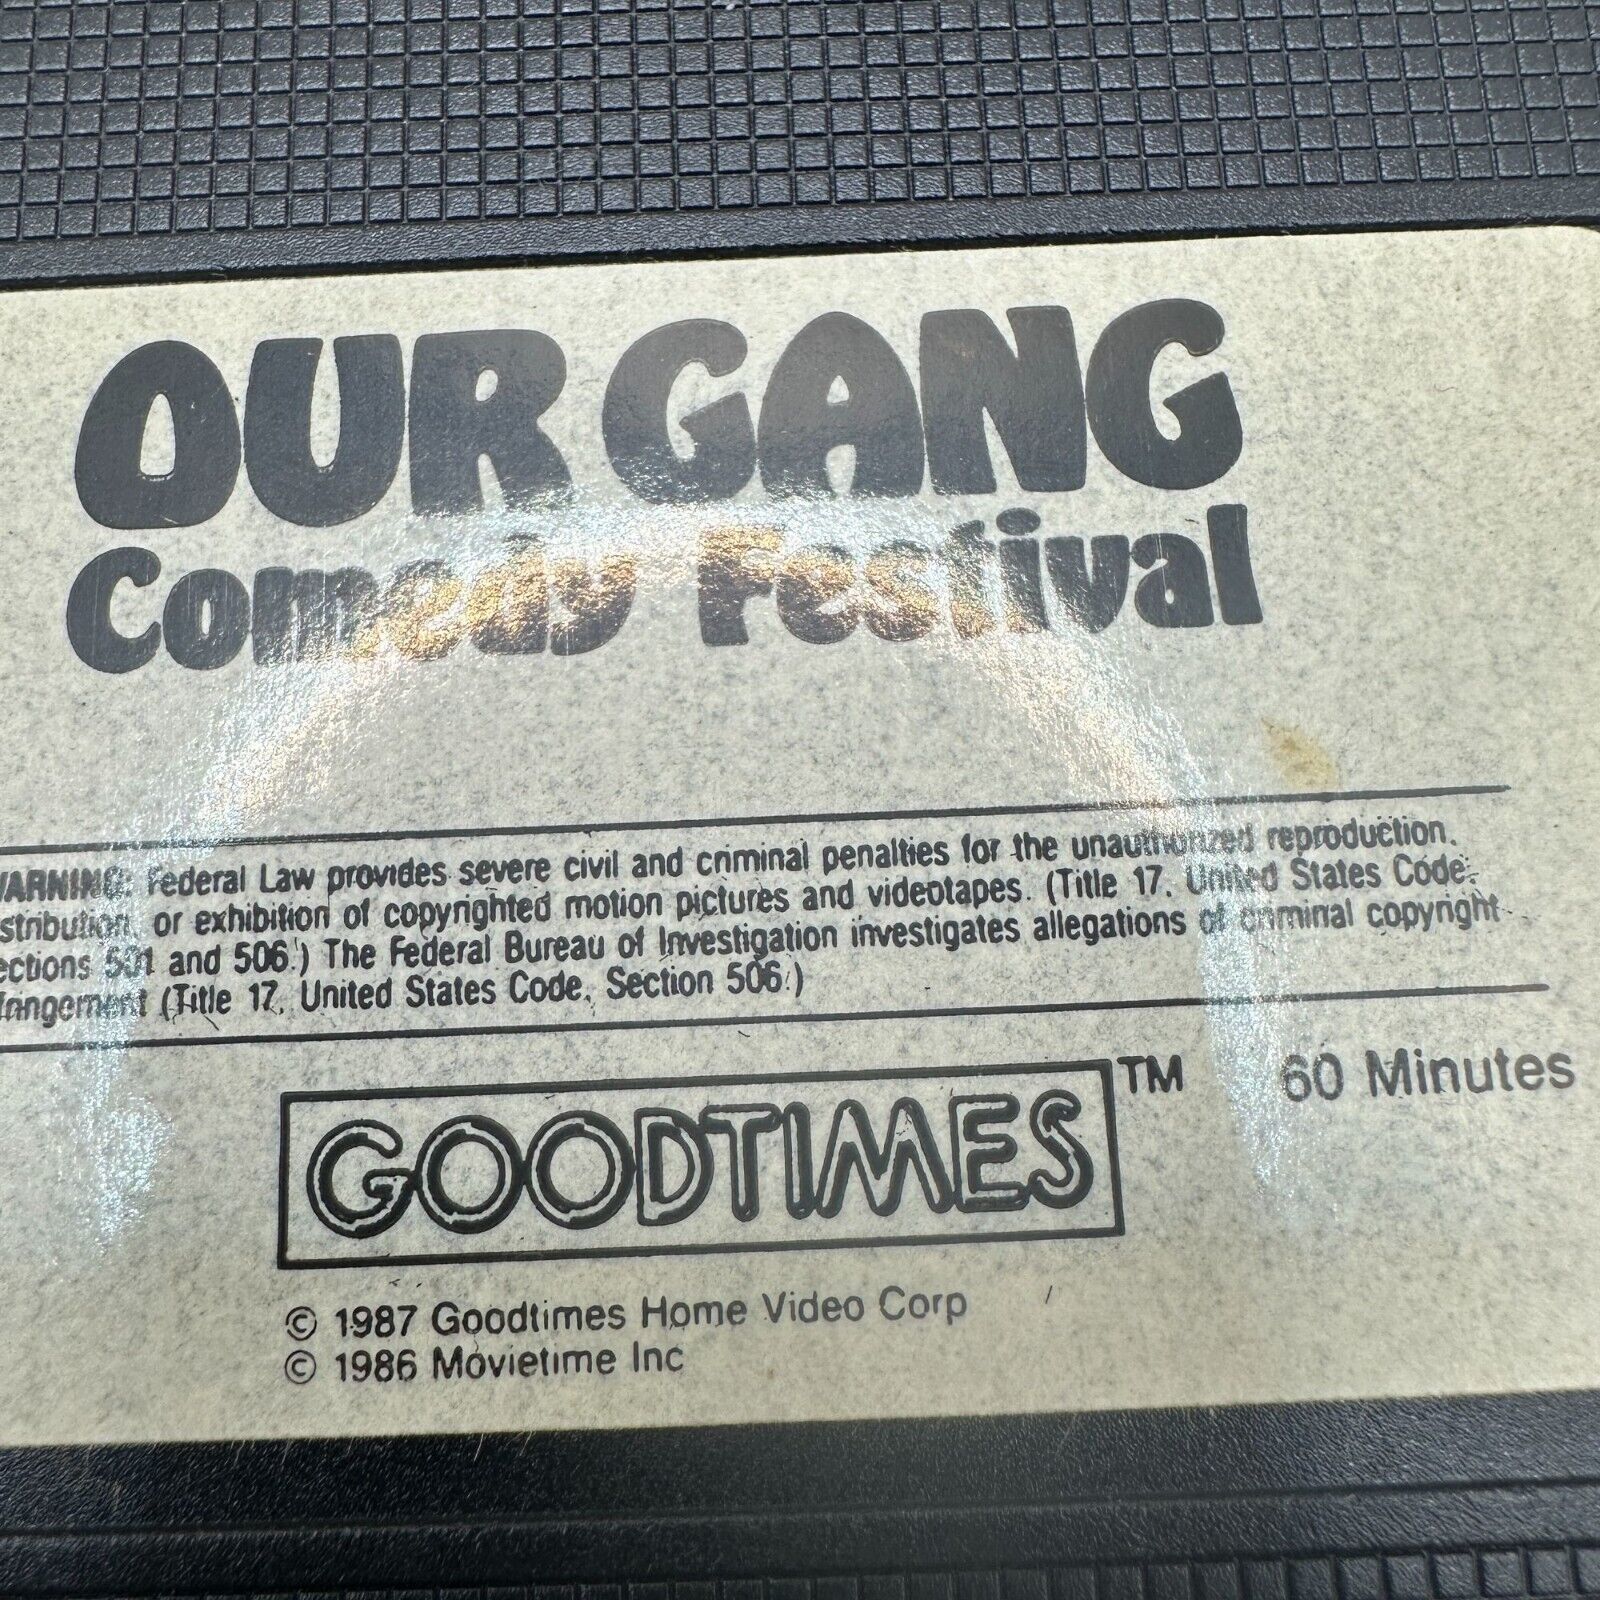 OUR GANG
Comedy Festival
WARNING: Federal Law provides severe civil and criminal penalties for the unauthorized reproduction,
stribution, or exhibition of copyrighted motion pictures and videotapes. (Title 17, United States Code,
ections 501 and 506.) The Federal Bureau of Investigation investigates allegations of criminal copyright
fringement (Title 17, United States Code, Section 506.)
GOODTIMES™ 60 Minutes
© 1987 Goodtimes Home Video Corp
© 1986 Movietime Inc